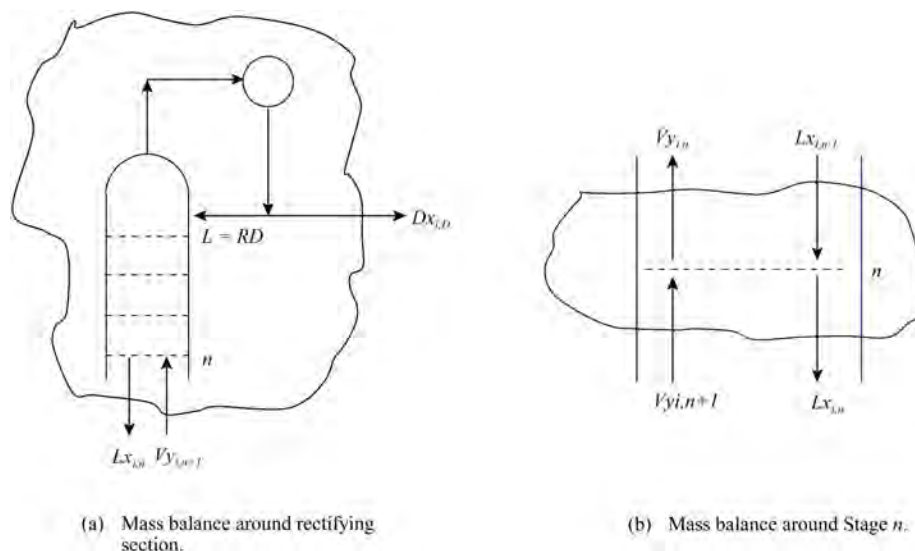 Vy_{i,n}
Lx_{i,n-1}
Dx_{i,D}
L = RD
n
n
Vyi.n+1
Lx_{i,n}
Lx_{i,n}
Vy_{i,n+1}
(a) Mass balance around rectifying
section.
(b) Mass balance around Stage n.